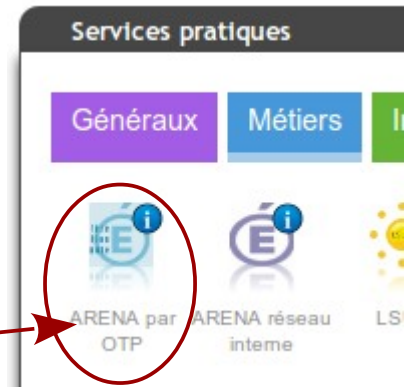 Services pratiques
Généraux
Métiers
É i
É i
ARENA par
OTP
ARENA réseau
interne